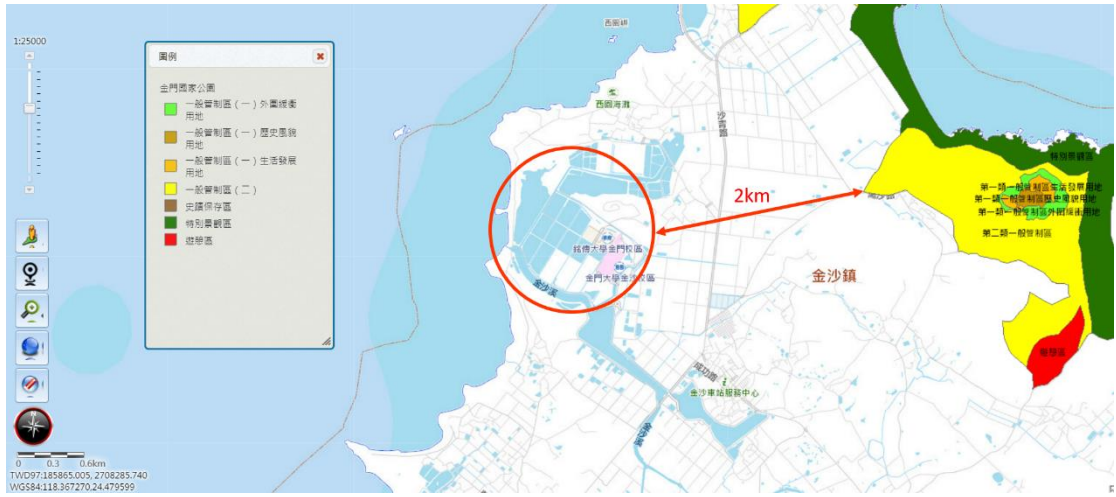 1:25000
圖例
金門國家公園
一般管制區(一)外圍緩衝
用地
一般管制區(一)歷史風貌
用地
一般管制區(一)生活發展
用地
一般管制區(二)
史蹟保存區
特別景觀區
遊憩區
西園嶼
西園海灘
沙青路
2km
銘傳大學金門校區
金門大學金沙校區
金沙溪
金沙鎮
特別景觀區
第一類一般管制區生活發展用地
第一類一般管制區歷史風貌用地
第一類一般管制區外圍緩衝用地
第二類一般管制區
遊憩區
成功路
金沙車站服務中心
金沙溪
0 0.3 0.6km
TWD97:185865.005, 2708285.740
WGS84:118.367270,24.479599